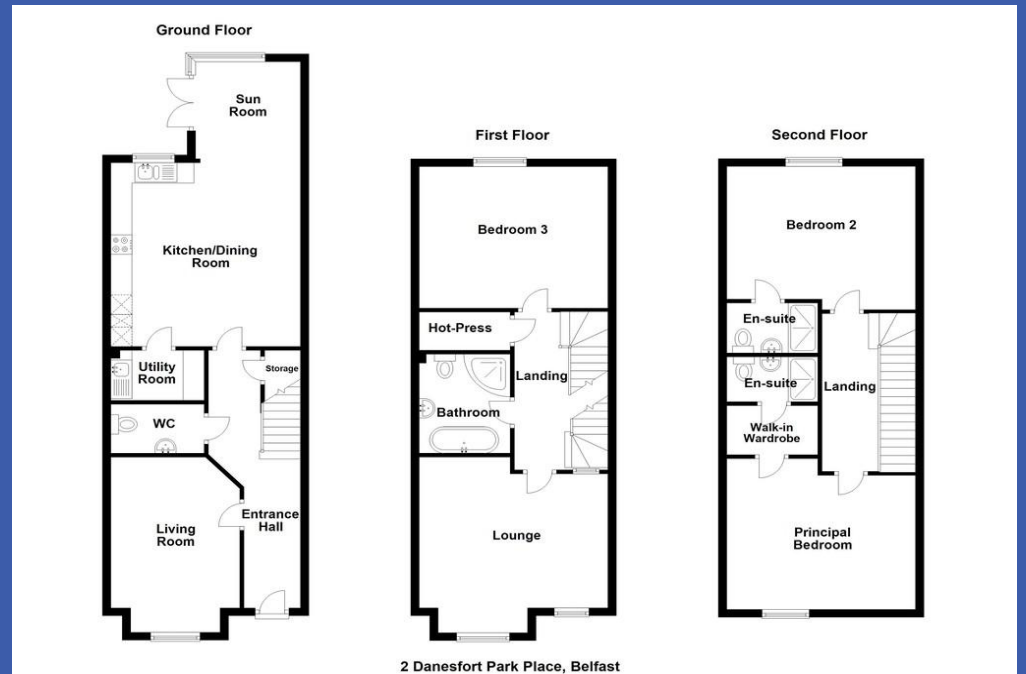 Ground Floor
Sun
Room
Kitchen/Dining
Room
Utility
Room
Storage
WC
Living
Room
Entrance
Hall
First Floor
Bedroom 3
Hot-Press
Landing
Bathroom
Lounge
Second Floor
Bedroom 2
En-suite
En-suite
Landing
Walk-in
Wardrobe
Principal
Bedroom
2 Danesfort Park Place, Belfast